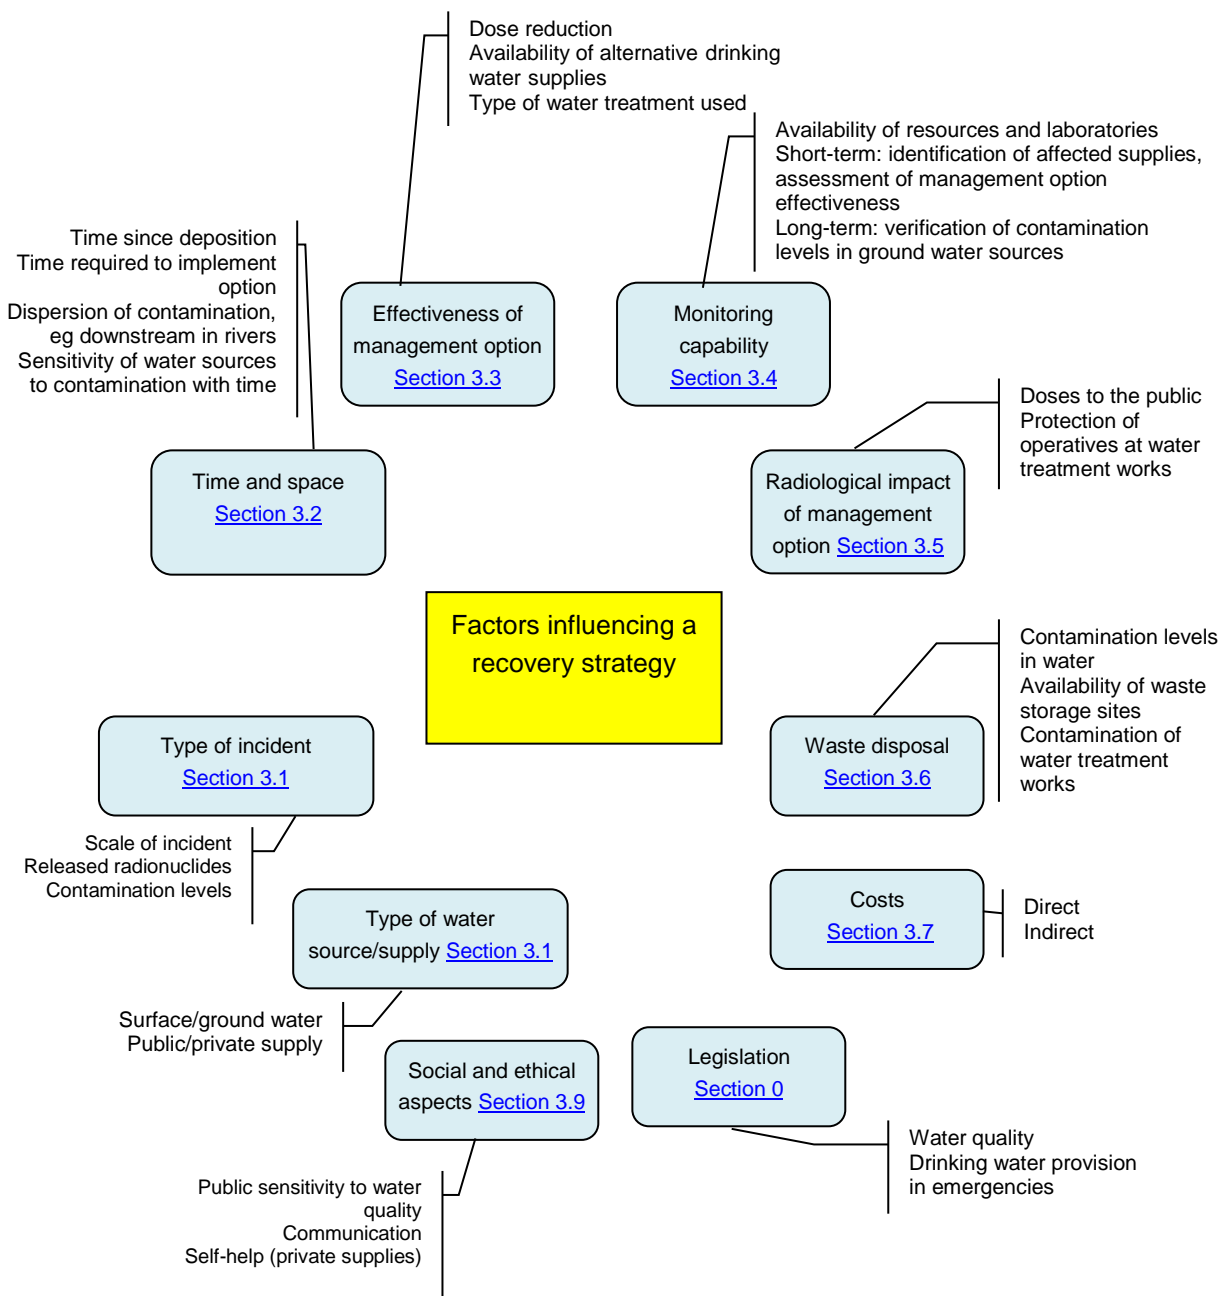 Dose reduction
Availability of alternative drinking
water supplies
Type of water treatment used
Availability of resources and laboratories
Short-term: identification of affected supplies,
assessment of management option
effectiveness
Long-term: verification of contamination
levels in ground water sources
Time since deposition
Time required to implement
option
Dispersion of contamination,
eg downstream in rivers
Sensitivity of water sources
to contamination with time
Effectiveness of
management option
Section 3.3
Monitoring
capability
Section 3.4
Doses to the public
Protection of
operatives at water
treatment works
Time and space
Section 3.2
Radiological impact
of management
option Section 3.5
Factors influencing a
recovery strategy
Contamination levels
in water
Availability of waste
storage sites
Contamination of
water treatment
works
Type of incident
Section 3.1
Waste disposal
Section 3.6
Scale of incident
Released radionuclides
Contamination levels
Type of water
source/supply Section 3.1
Costs
Section 3.7
Direct
Indirect
Surface/ground water
Public/private supply
Social and ethical
aspects Section 3.9
Legislation
Section 0
Water quality
Drinking water provision
in emergencies
Public sensitivity to water
quality
Communication
Self-help (private supplies)